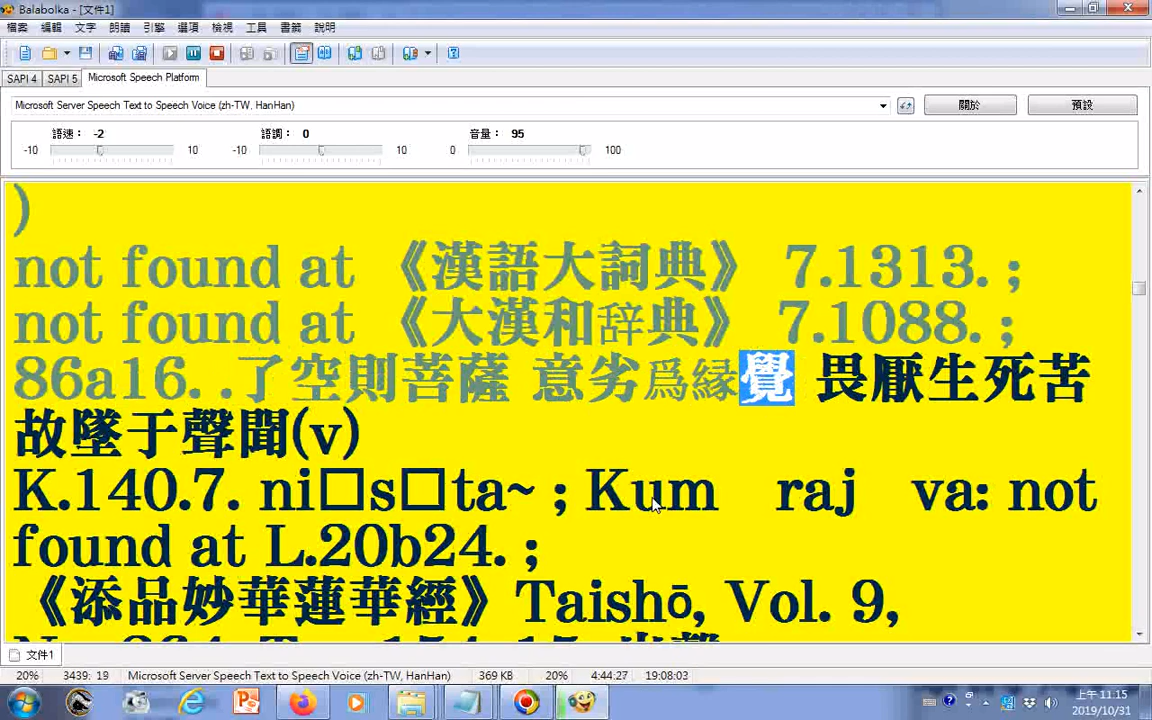 Balabolka - [文件1]
檔案 編輯 文字 朗讀 引擎 選項 檢視 工具 書籤 說明
SAPI 4 SAPI 5 Microsoft Speech Platform
Microsoft Server Speech Text to Speech Voice (zh-TW, HanHan) 關於 預設
語速： -2 語調： 0 音量： 95
-10 10 -10 10 0 100
)
not found at 《漢語大詞典》 7.1313. ;
not found at 《大漢和辞典》 7.1088. ;
86a16. .了空則菩薩 意劣爲縁覺 畏厭生死苦
故墜于聲聞(v)
K.140.7. ni□s□ta~ ; Kum raj va: not
found at L.20b24. ;
《添品妙華蓮華經》Taishō, Vol. 9,
文件1
20% 3439: 19 Microsoft Server Speech Text to Speech Voice (zh-TW, HanHan) 369 KB 20% 4:44:27 19:08:03
上午 11:15
2019/10/31